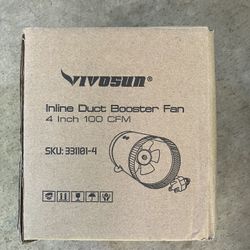 VIVOSUN®
Inline Duct Booster Fan
4 Inch 100 CFM
SKU: 331101-4